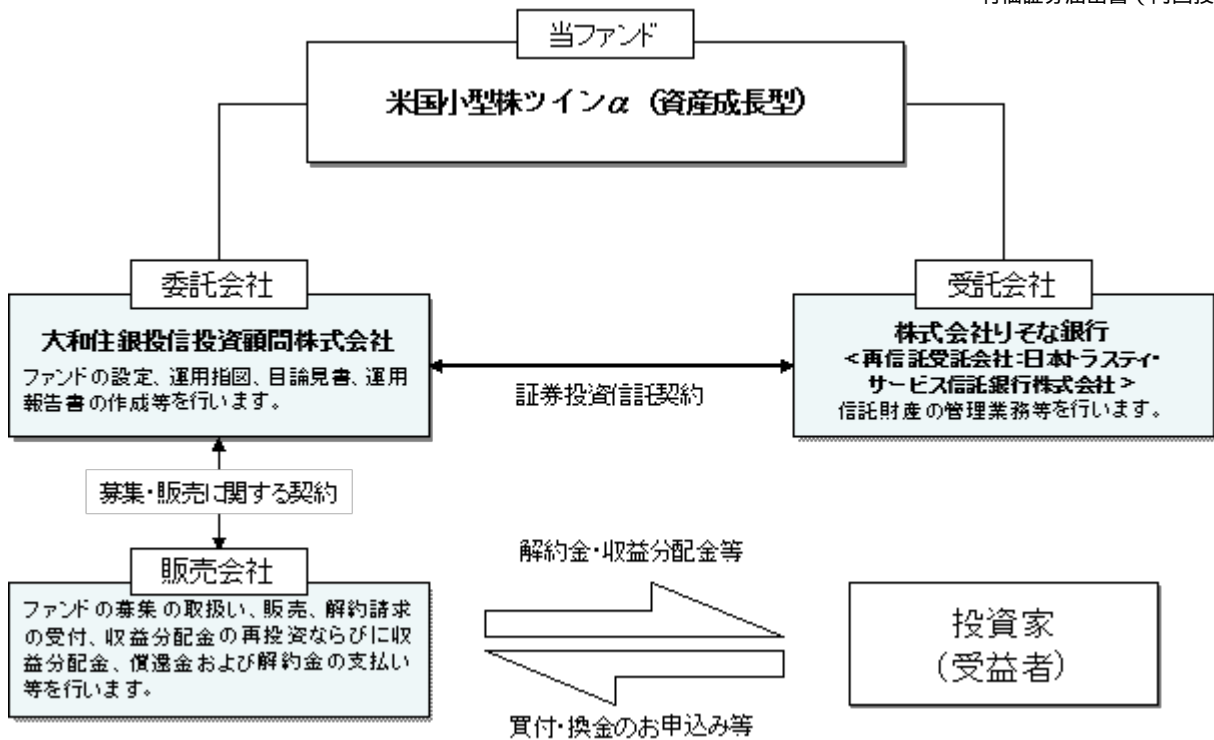 当ファンド
米国小型株ツインα（資産成長型）
委託会社
大和住銀投信投資顧問株式会社
ファンドの設定、運用指図、目論見書、運用
報告書の作成等を行います。
証券投資信託契約
受託会社
株式会社りそな銀行
＜再信託受託会社：日本トラスティ・
サービス信託銀行株式会社＞
信託財産の管理業務等を行います。
募集・販売に関する契約
販売会社
ファンドの募集の取扱い、販売、解約請求
の受付、収益分配金の再投資ならびに収
益分配金、償還金および解約金の支払い
等を行います。
解約金・収益分配金等
買付・換金のお申込み等
投資家
（受益者）